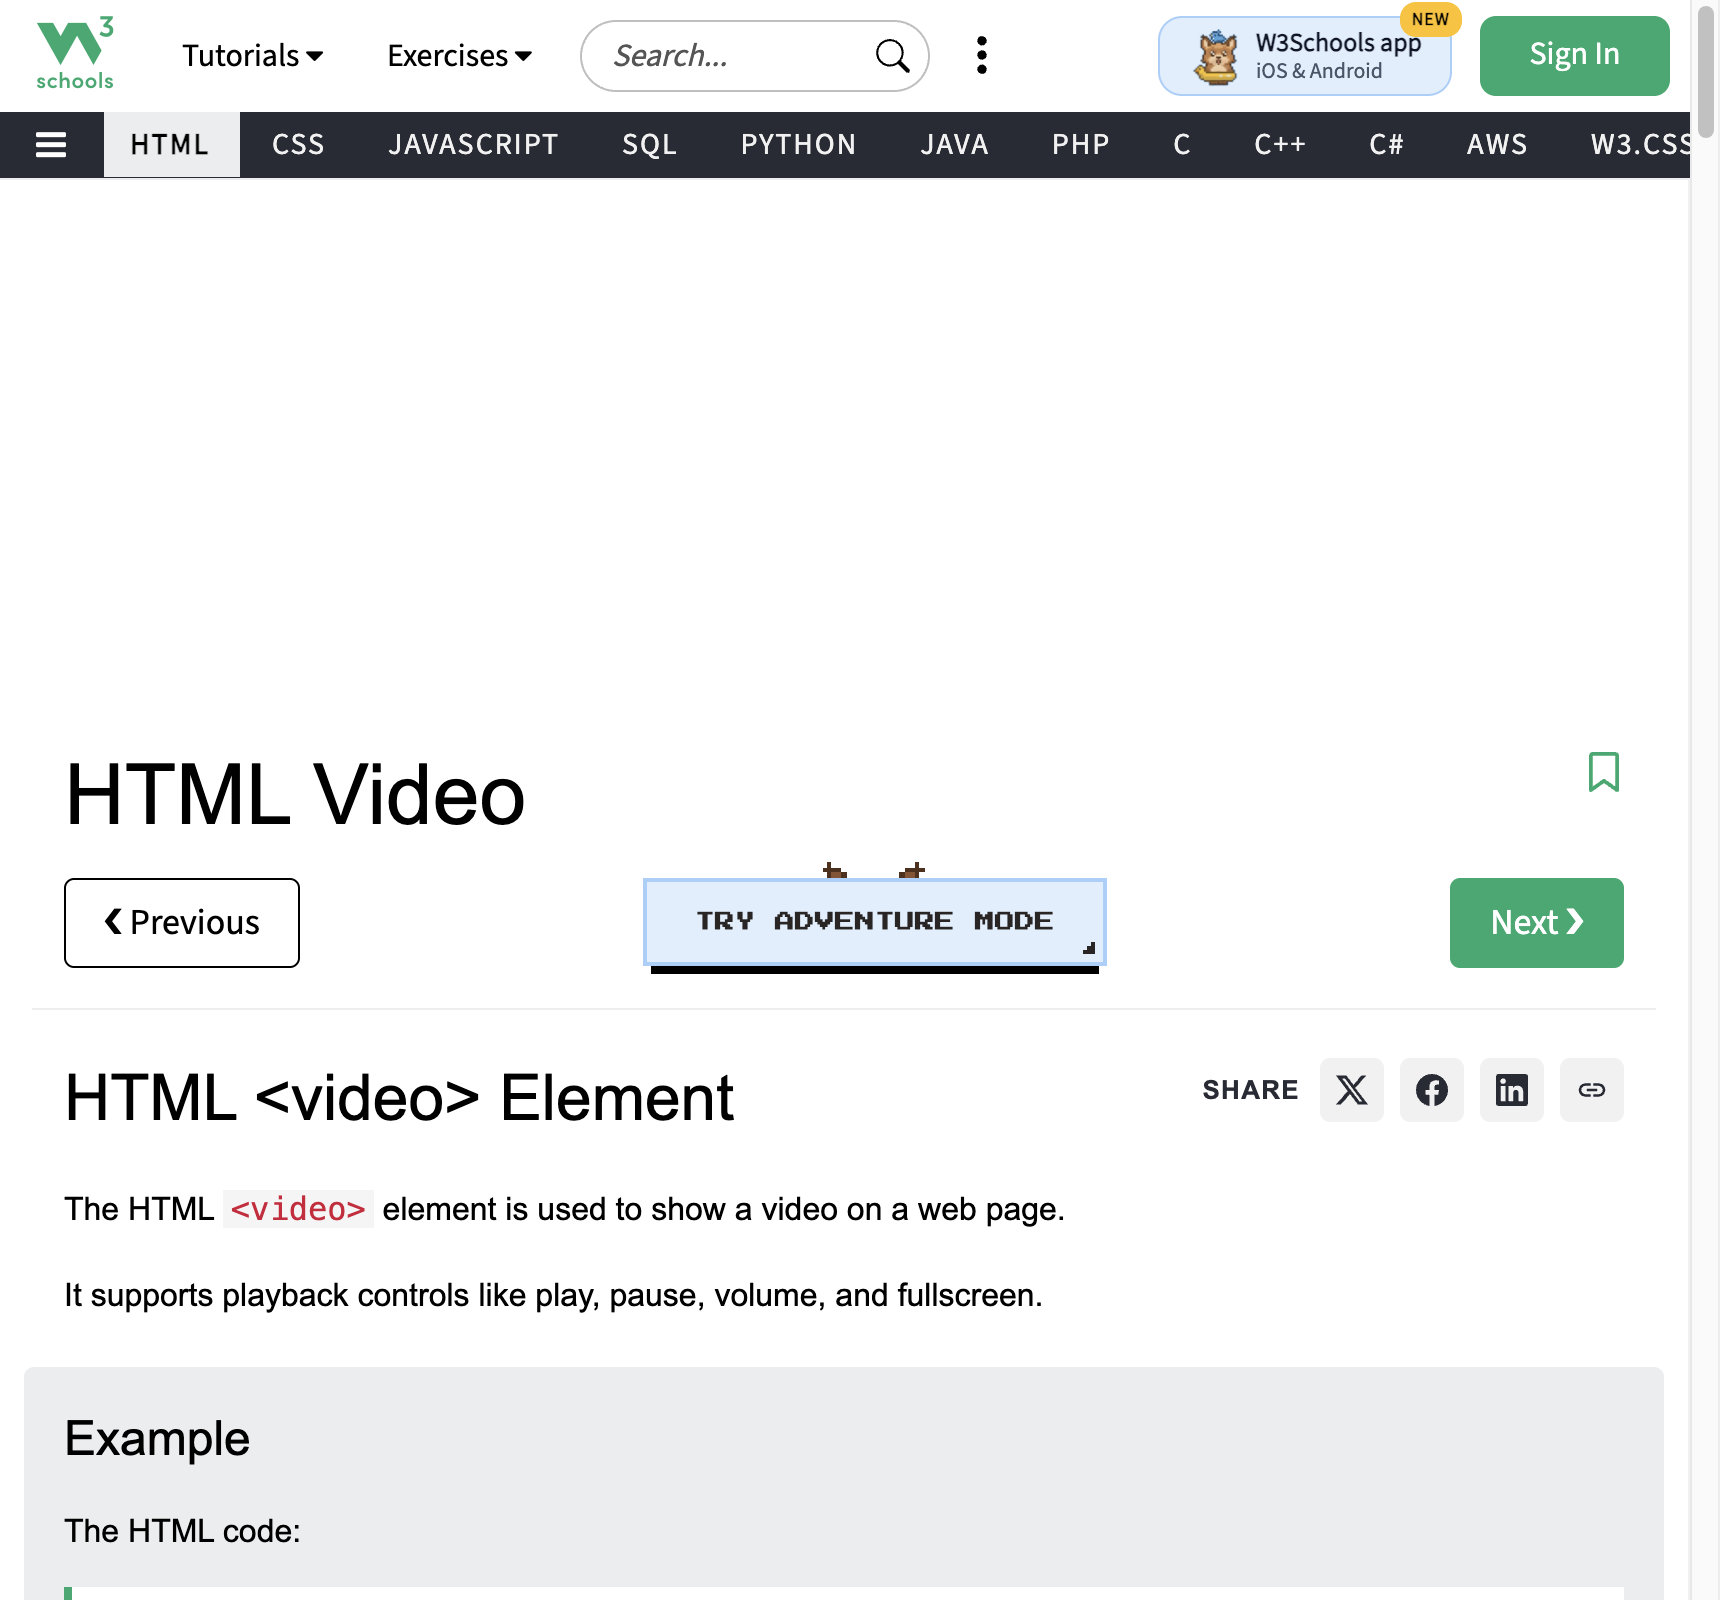 W3 schools
Tutorials Exercises Search... W3Schools app NEW Sign In
iOS & Android
HTML CSS JAVASCRIPT SQL PYTHON JAVA PHP C C++ C# AWS W3.CSS
HTML Video
❮ Previous TRY ADVENTURE MODE Next ❯
HTML <video> Element SHARE
The HTML <video> element is used to show a video on a web page.
It supports playback controls like play, pause, volume, and fullscreen.
Example
The HTML code: